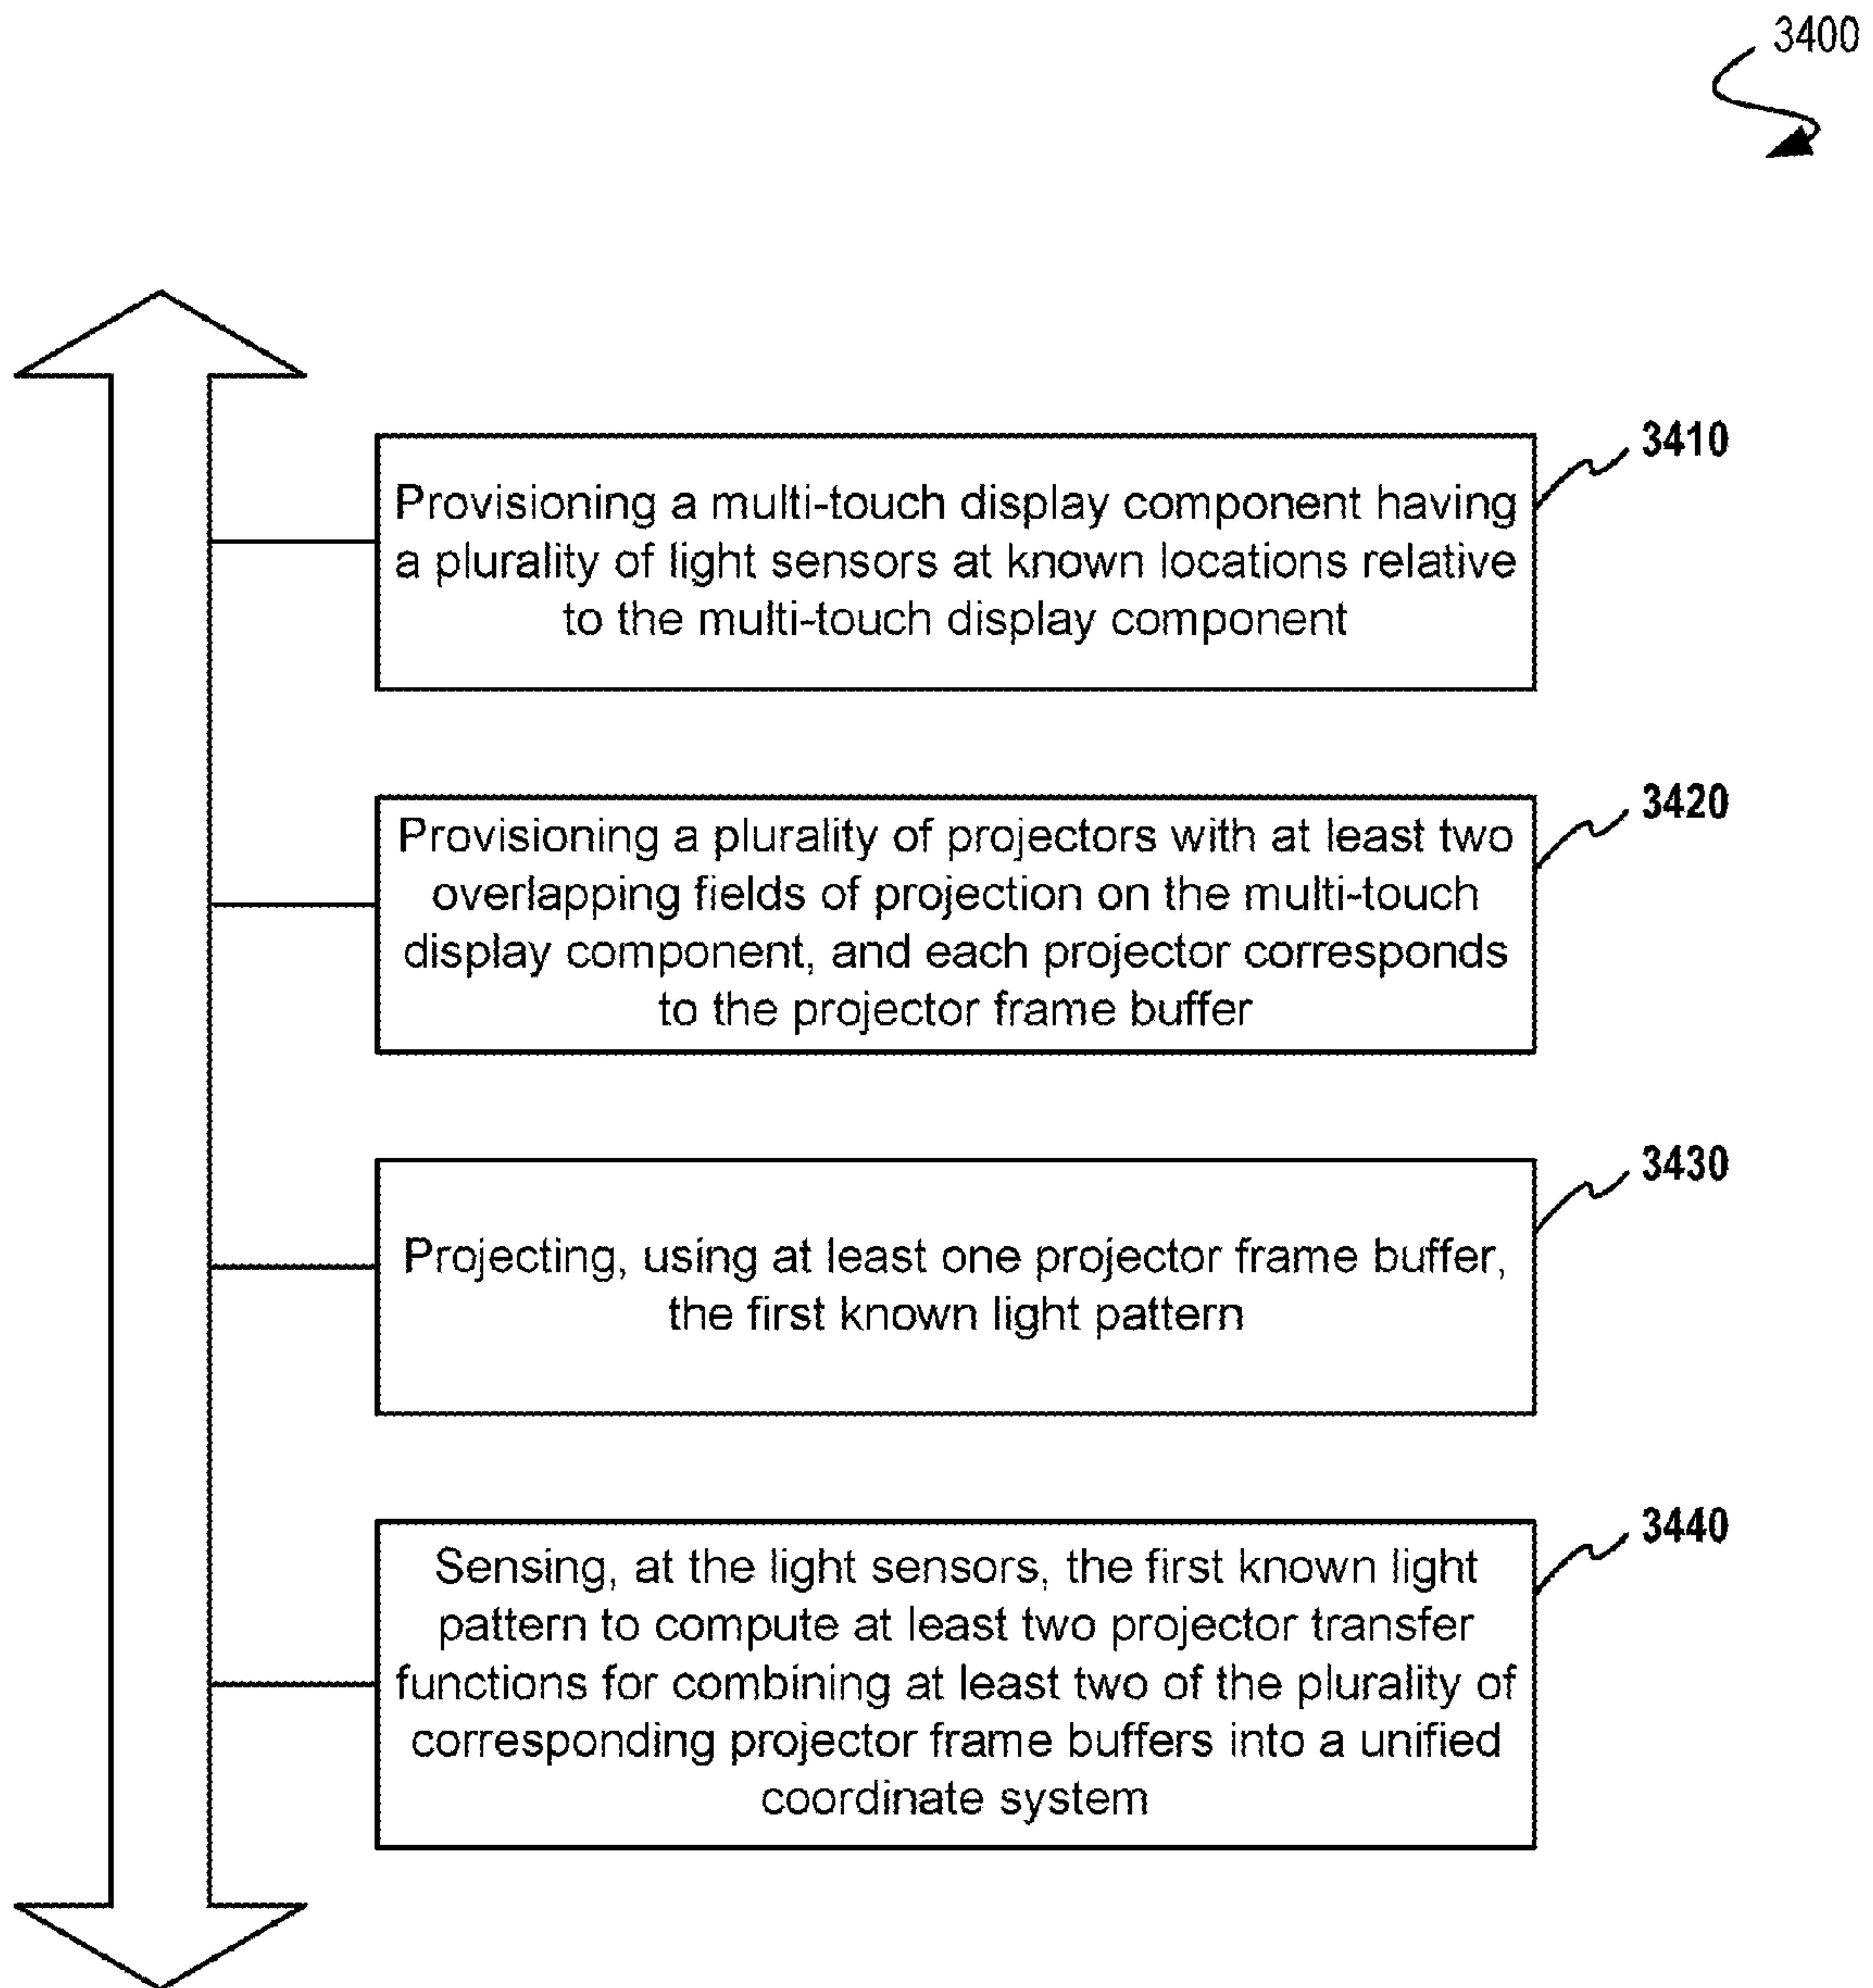 3400
3410
Provisioning a multi-touch display component having
a plurality of light sensors at known locations relative
to the multi-touch display component
3420
Provisioning a plurality of projectors with at least two
overlapping fields of projection on the multi-touch
display component, and each projector corresponds
to the projector frame buffer
3430
Projecting, using at least one projector frame buffer,
the first known light pattern
3440
Sensing, at the light sensors, the first known light
pattern to compute at least two projector transfer
functions for combining at least two of the plurality of
corresponding projector frame buffers into a unified
coordinate system